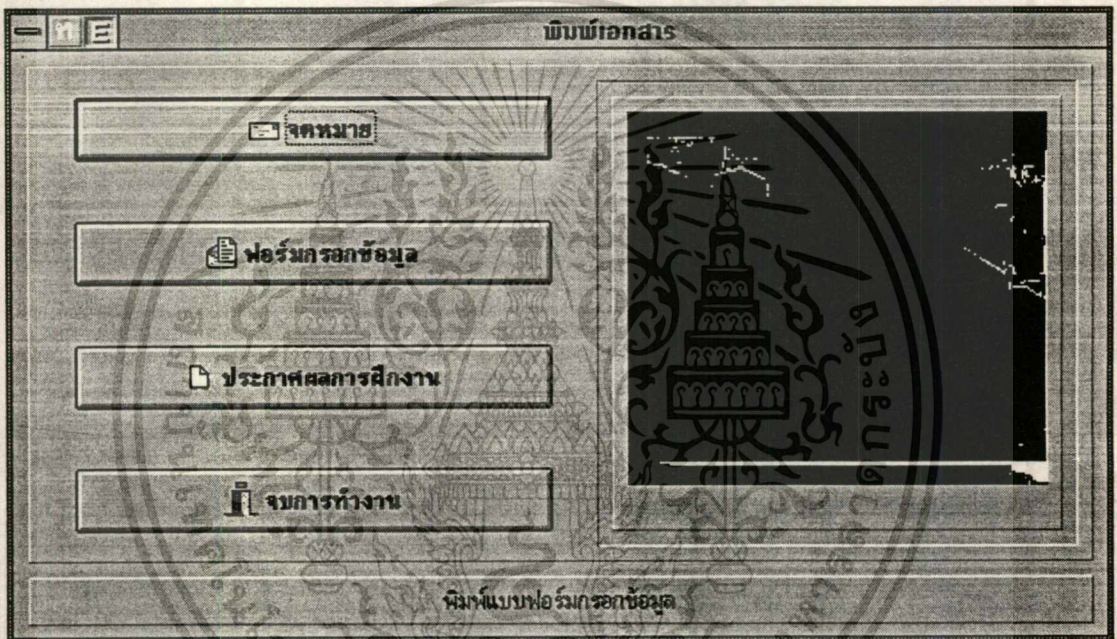 พิมพ์เอกสาร
จดหมาย
ฟอร์มกรอกข้อมูล
ประกาศผลการฝึกงาน
จบการทำงาน
พิมพ์แบบฟอร์มกรอกข้อมูล